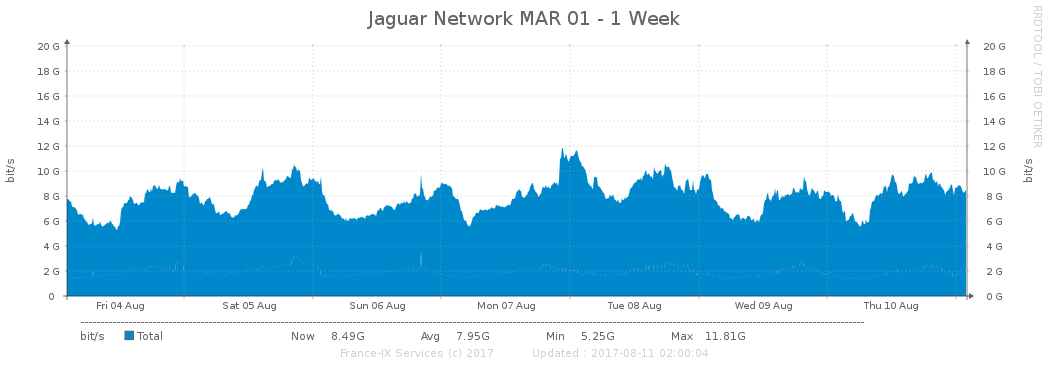 Jaguar Network MAR 01 - 1 Week
RRDTOOL / TOBI OETIKER
bit/s
20 G
18 G
16 G
14 G
12 G
10 G
8 G
6 G
4 G
2 G
0
20 G
18 G
16 G
14 G
12 G
10 G
8 G
6 G
4 G
2 G
0 G
bit/s
Fri 04 Aug Sat 05 Aug Sun 06 Aug Mon 07 Aug Tue 08 Aug Wed 09 Aug Thu 10 Aug
bit/s Total Now 8.49G Avg 7.95G Min 5.25G Max 11.81G
France-IX Services (c) 2017 Updated : 2017-08-11 02:00:04